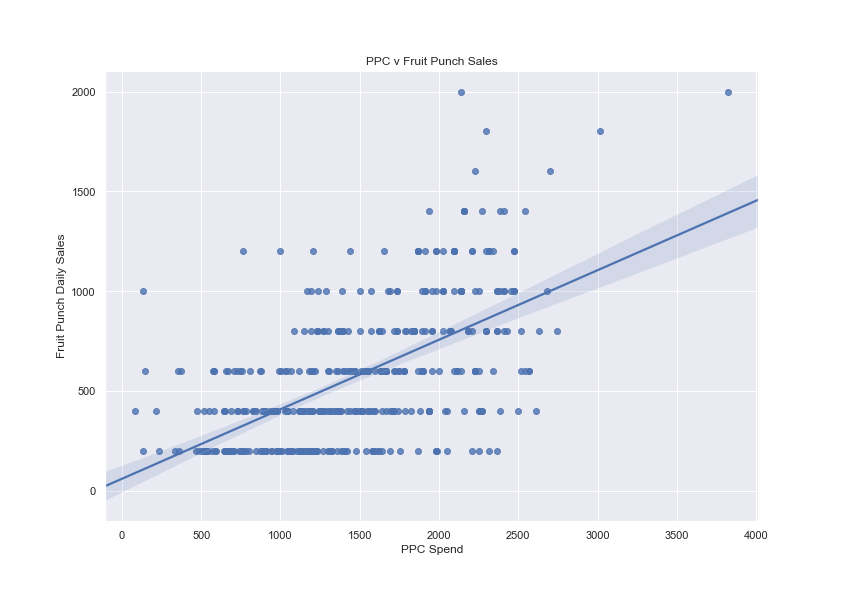 PPC v Fruit Punch Sales
Fruit Punch Daily Sales
2000
1500
1000
500
0
0 500 1000 1500 2000 2500 3000 3500 4000
PPC Spend